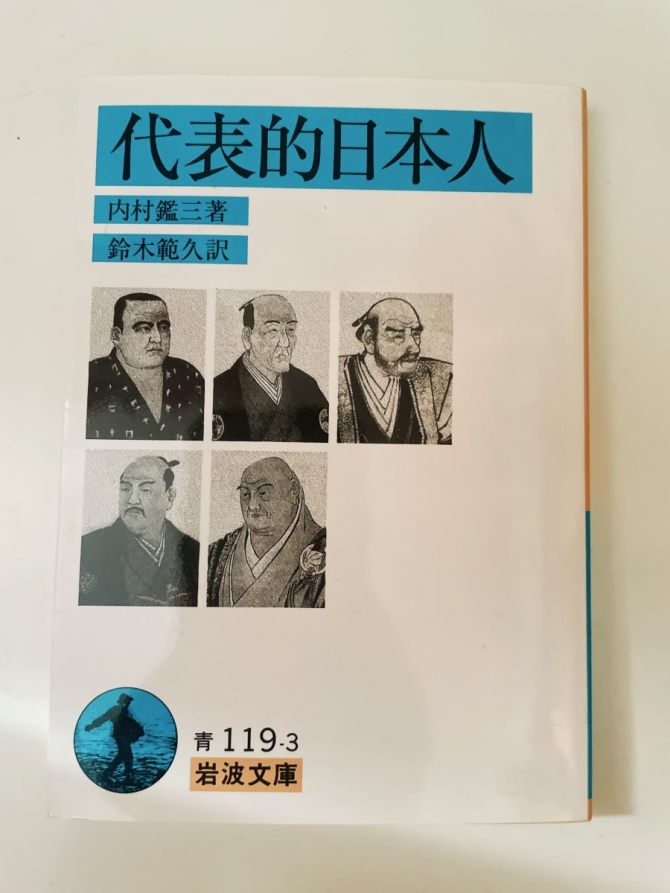 代表的日本人
内村鑑三著
鈴木範久訳
青 119-3
岩波文庫